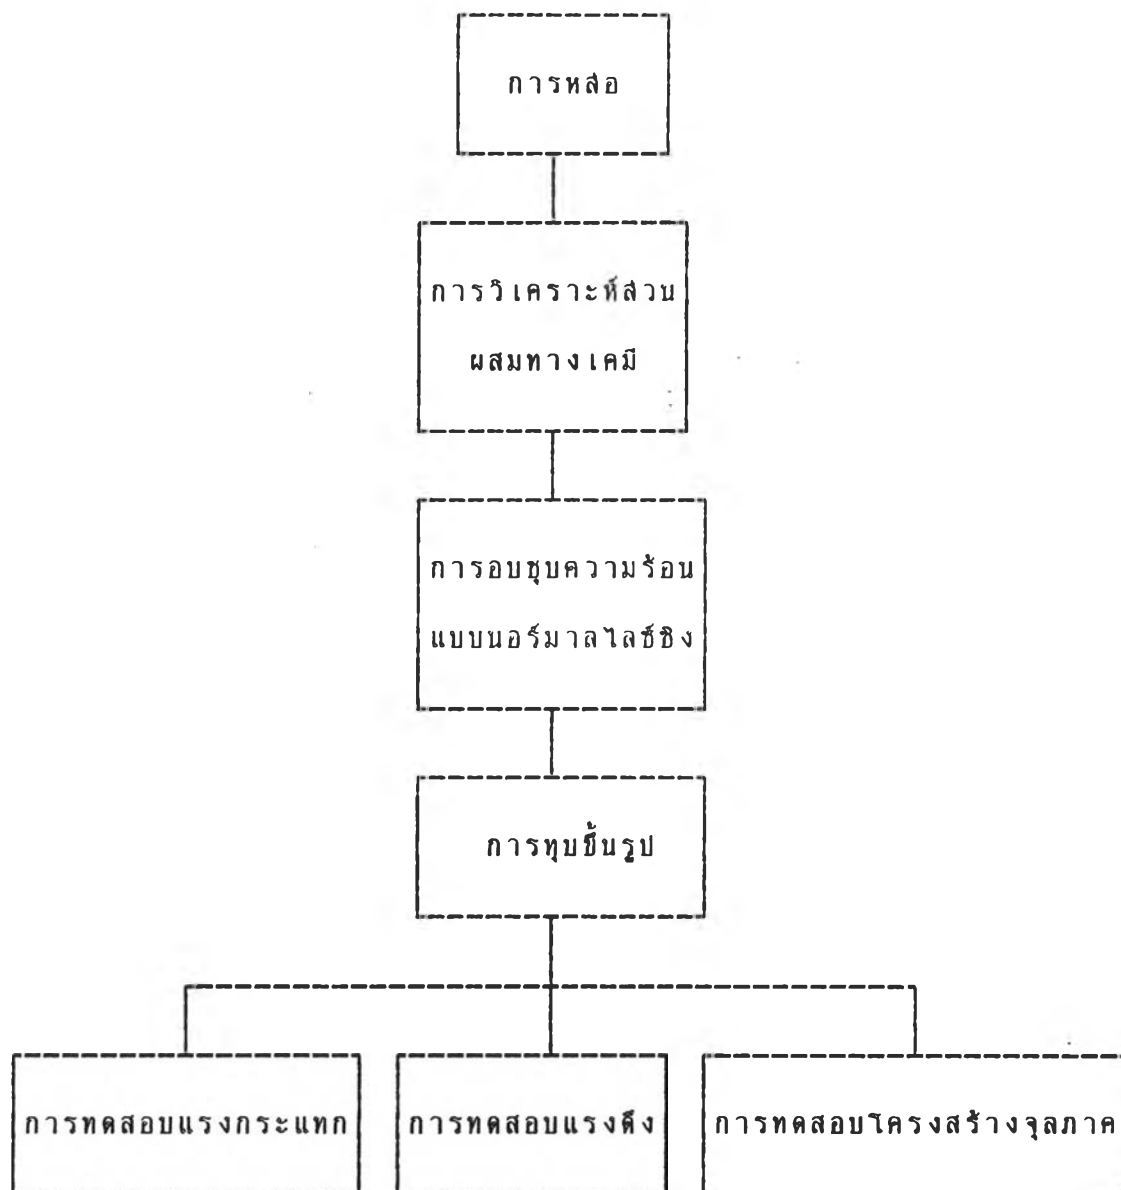 การหล่อ
การวิเคราะห์ส่วน
ผสมทางเคมี
การอบชุบความร้อน
แบบนอร์มาลไลซ์ซิง
การทุบขึ้นรูป
การทดสอบแรงกระแทก
การทดสอบแรงดึง
การทดสอบโครงสร้างจุลภาค